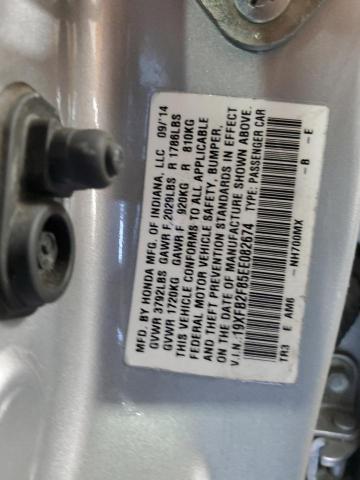 MFD. BY HONDA MFG. OF INDIANA, LLC 09/'14
GVWR 3792LBS GAWR F 2029LBS R 1786LBS
GVWR 1720KG GAWR F 920KG R 810KG
THIS VEHICLE CONFORMS TO ALL APPLICABLE
FEDERAL MOTOR VEHICLE SAFETY, BUMPER,
AND THEFT PREVENTION STANDARDS IN EFFECT
ON THE DATE OF MANUFACTURE SHOWN ABOVE.
V.I.N.:19XFB2F85EE082674 TYPE: PASSENGER CAR
TR3 E AM6 - NH700MX - B - E